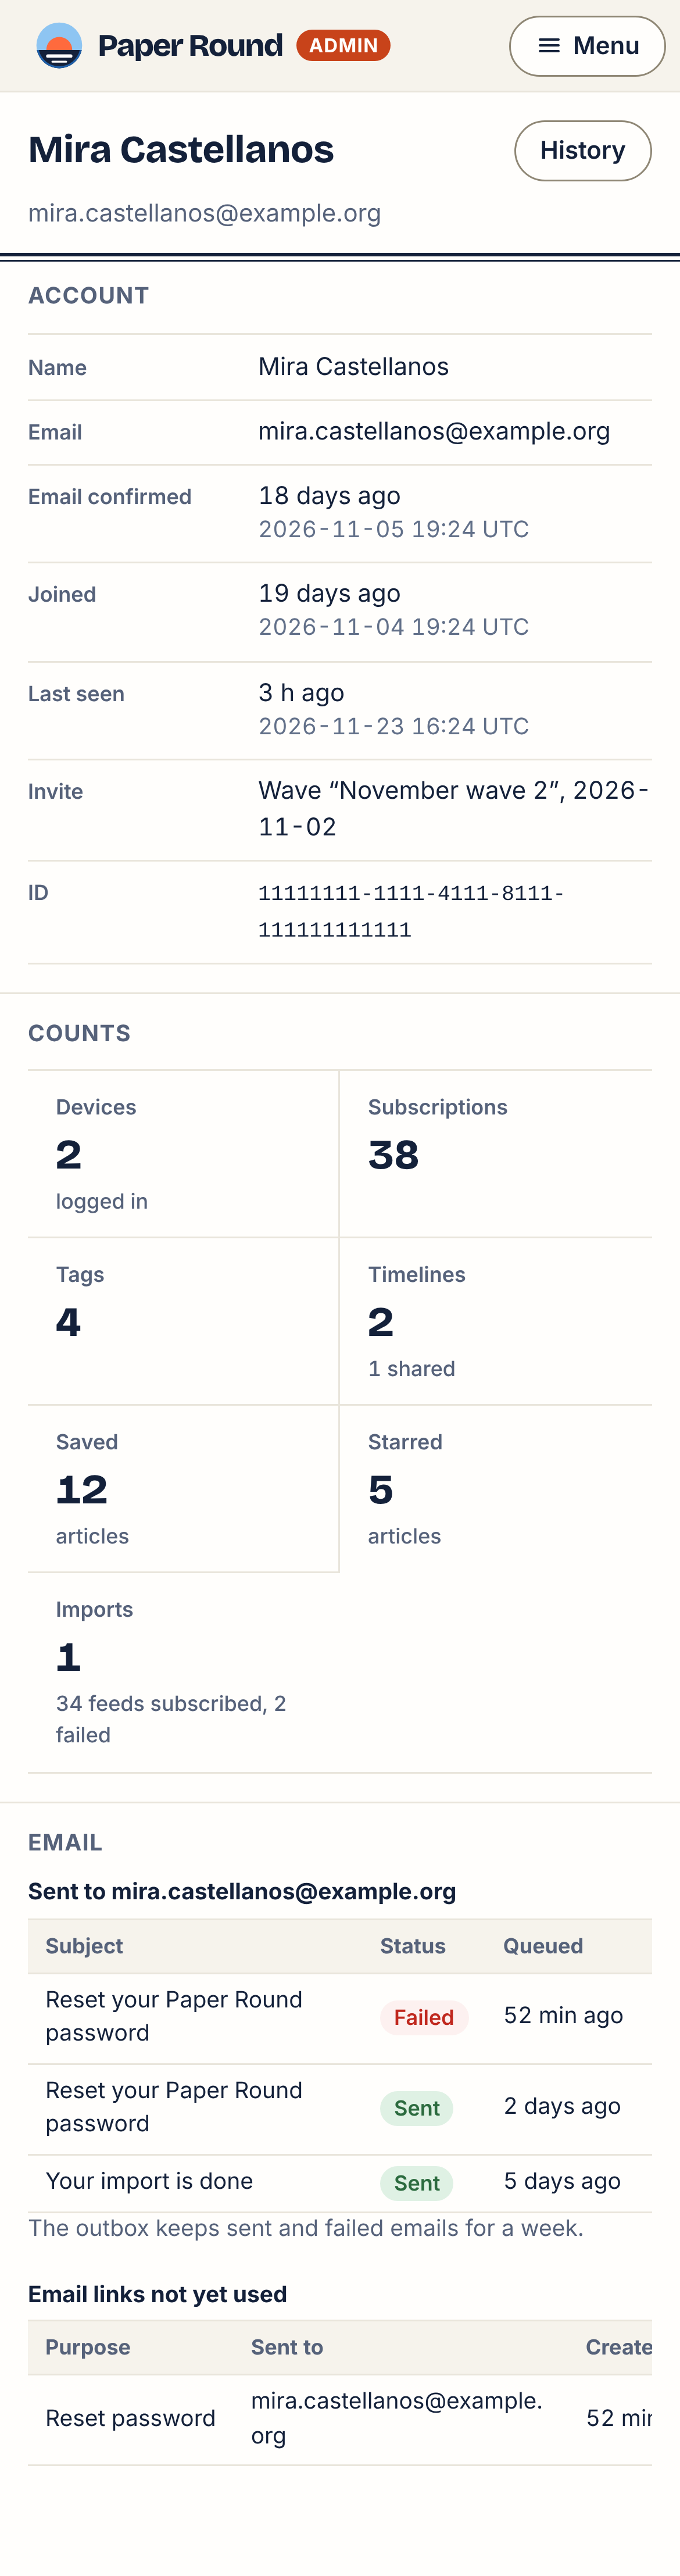 Paper Round ADMIN
Menu
Mira Castellanos
History
mira.castellanos@example.org
ACCOUNT
Name
Mira Castellanos
Email
mira.castellanos@example.org
Email confirmed
18 days ago
2026-11-05 19:24 UTC
Joined
19 days ago
2026-11-04 19:24 UTC
Last seen
3 h ago
2026-11-23 16:24 UTC
Invite
Wave “November wave 2”, 2026-
11-02
ID
11111111-1111-4111-8111-
111111111111
COUNTS
Devices
2
logged in
Subscriptions
38
Tags
4
Timelines
2
1 shared
Saved
12
articles
Starred
5
articles
Imports
1
34 feeds subscribed, 2
failed
EMAIL
Sent to mira.castellanos@example.org
Subject Status Queued
Reset your Paper Round
password
Failed
52 min ago
Reset your Paper Round
password
Sent
2 days ago
Your import is done
Sent
5 days ago
The outbox keeps sent and failed emails for a week.
Email links not yet used
Purpose Sent to Create
Reset password
mira.castellanos@example.
org
52 min